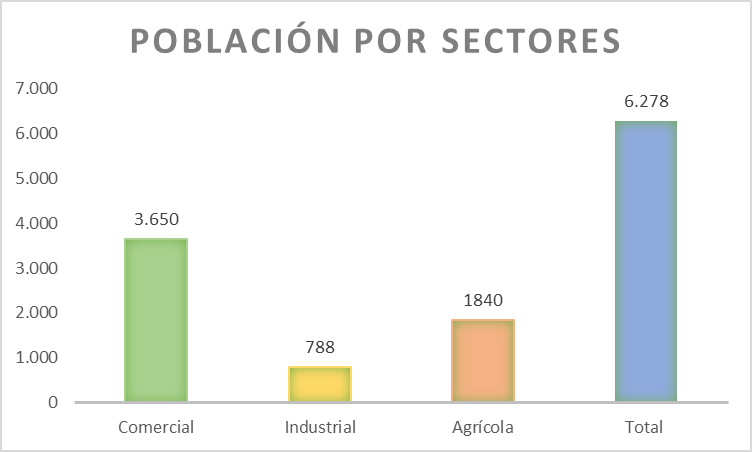 POBLACIÓN POR SECTORES
7.000
6.000
5.000
4.000
3.000
2.000
1.000
0
3.650
788
1840
6.278
Comercial
Industrial
Agrícola
Total